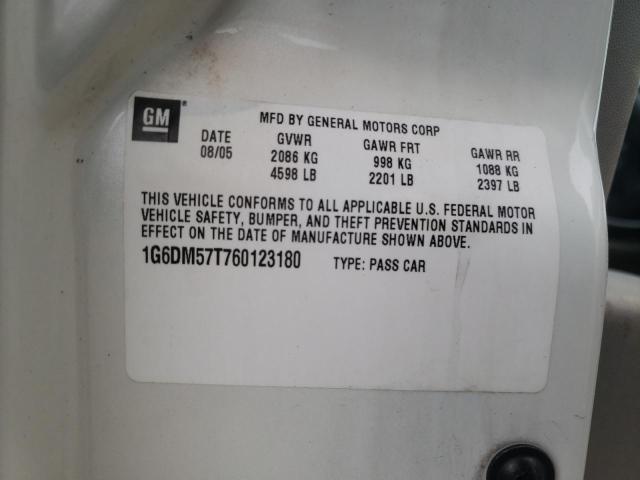 GM
MFD BY GENERAL MOTORS CORP
DATE GVWR GAWR FRT GAWR RR
08/05 2086 KG 998 KG 1088 KG
4598 LB 2201 LB 2397 LB
THIS VEHICLE CONFORMS TO ALL APPLICABLE U.S. FEDERAL MOTOR
VEHICLE SAFETY, BUMPER, AND THEFT PREVENTION STANDARDS IN
EFFECT ON THE DATE OF MANUFACTURE SHOWN ABOVE.
1G6DM57T760123180 TYPE: PASS CAR